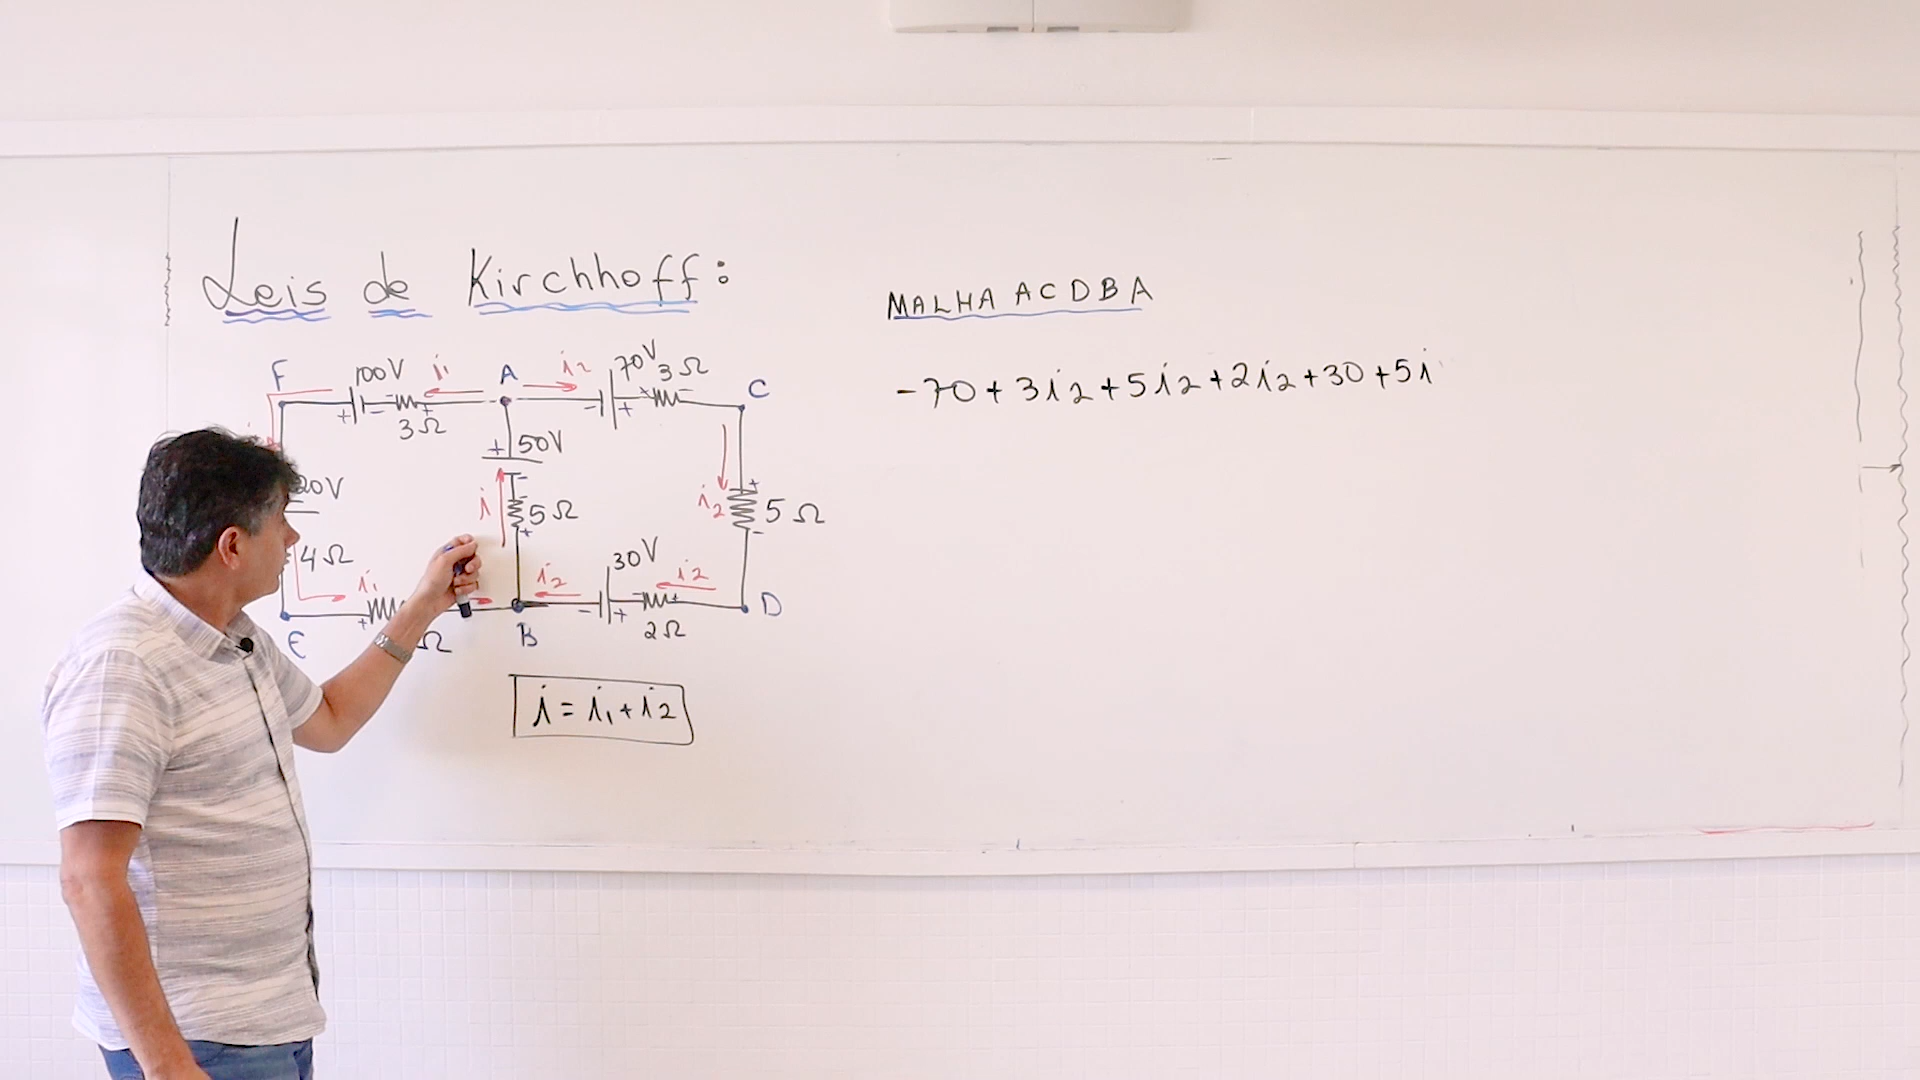 Leis de Kirchhoff:
MALHA ACDBA
-70 + 3i2 + 5i2 + 2i2 + 30 + 5i
F 100V i1 A i2 70V 3Ω C
+ - - + - + + -
3Ω
+ 50V
20V i - 5Ω + i2 + 5Ω -
4Ω i1 i2 30V i2
+ Ω B - + - + 2Ω D
E
i = i1 + i2